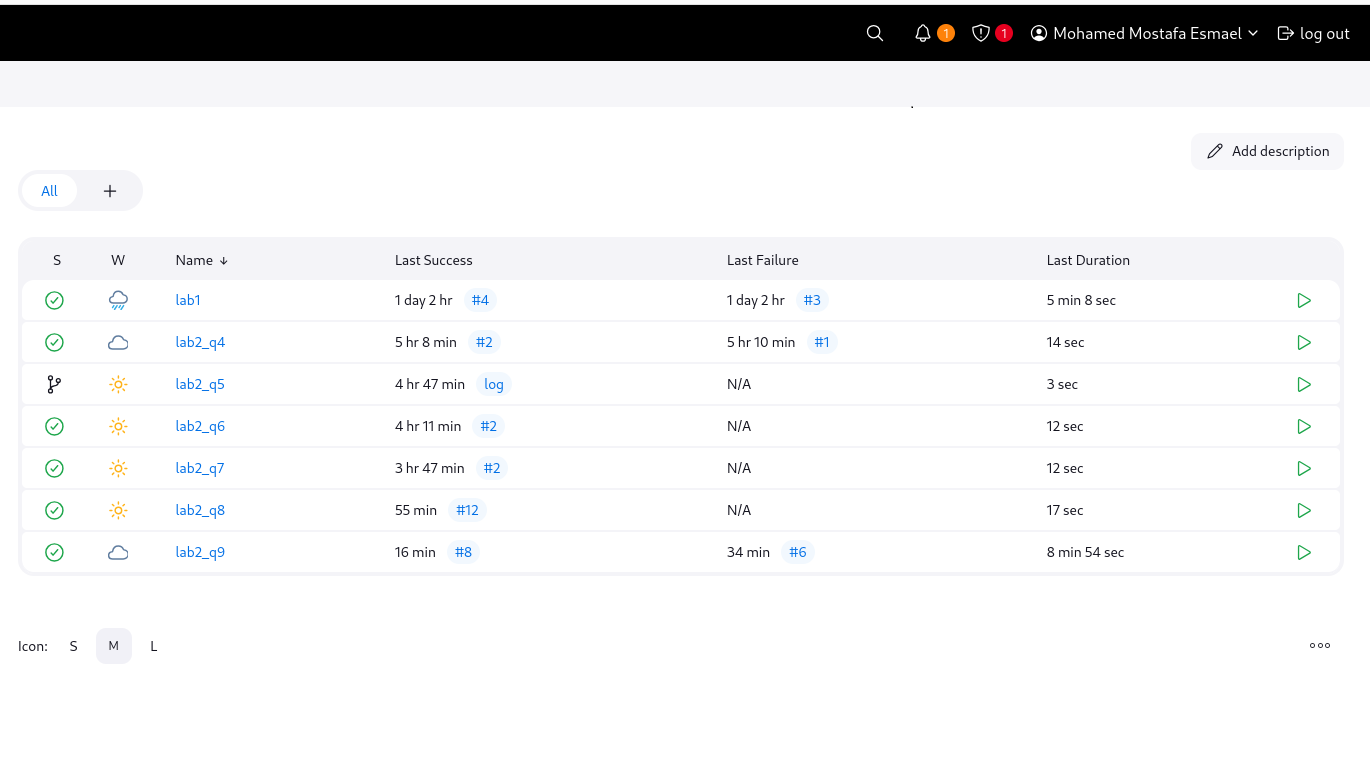 1 1 Mohamed Mostafa Esmael log out
Add description
All +
S W Name ↓ Last Success Last Failure Last Duration
lab1 1 day 2 hr #4 1 day 2 hr #3 5 min 8 sec
lab2_q4 5 hr 8 min #2 5 hr 10 min #1 14 sec
lab2_q5 4 hr 47 min log N/A 3 sec
lab2_q6 4 hr 11 min #2 N/A 12 sec
lab2_q7 3 hr 47 min #2 N/A 12 sec
lab2_q8 55 min #12 N/A 17 sec
lab2_q9 16 min #8 34 min #6 8 min 54 sec
Icon: S M L